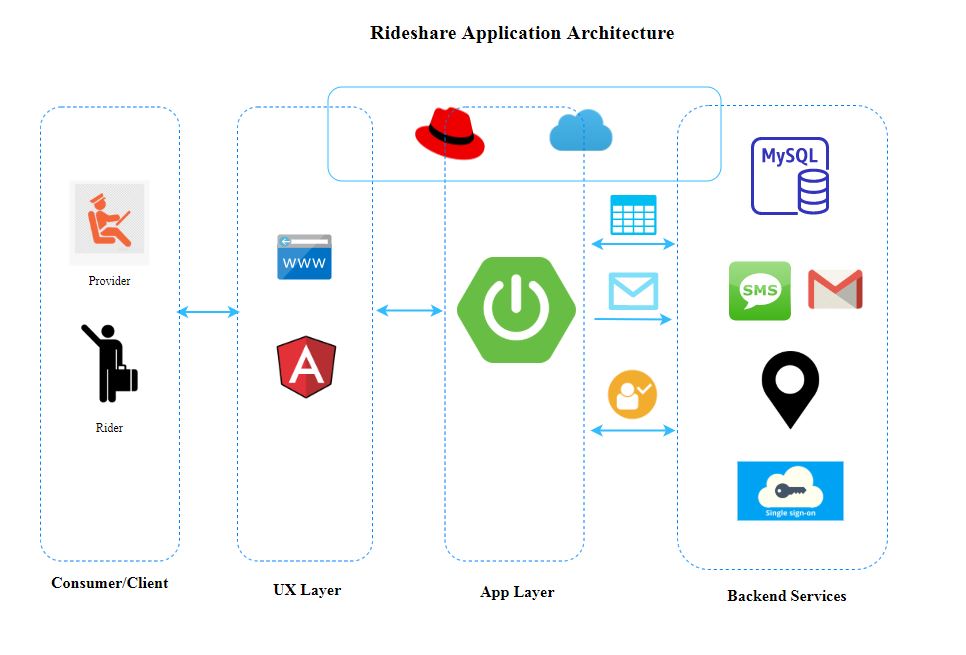 Rideshare Application Architecture
MySQL
www
SMS
Provider
A
Rider
Single sign-on
Consumer/Client
UX Layer
App Layer
Backend Services